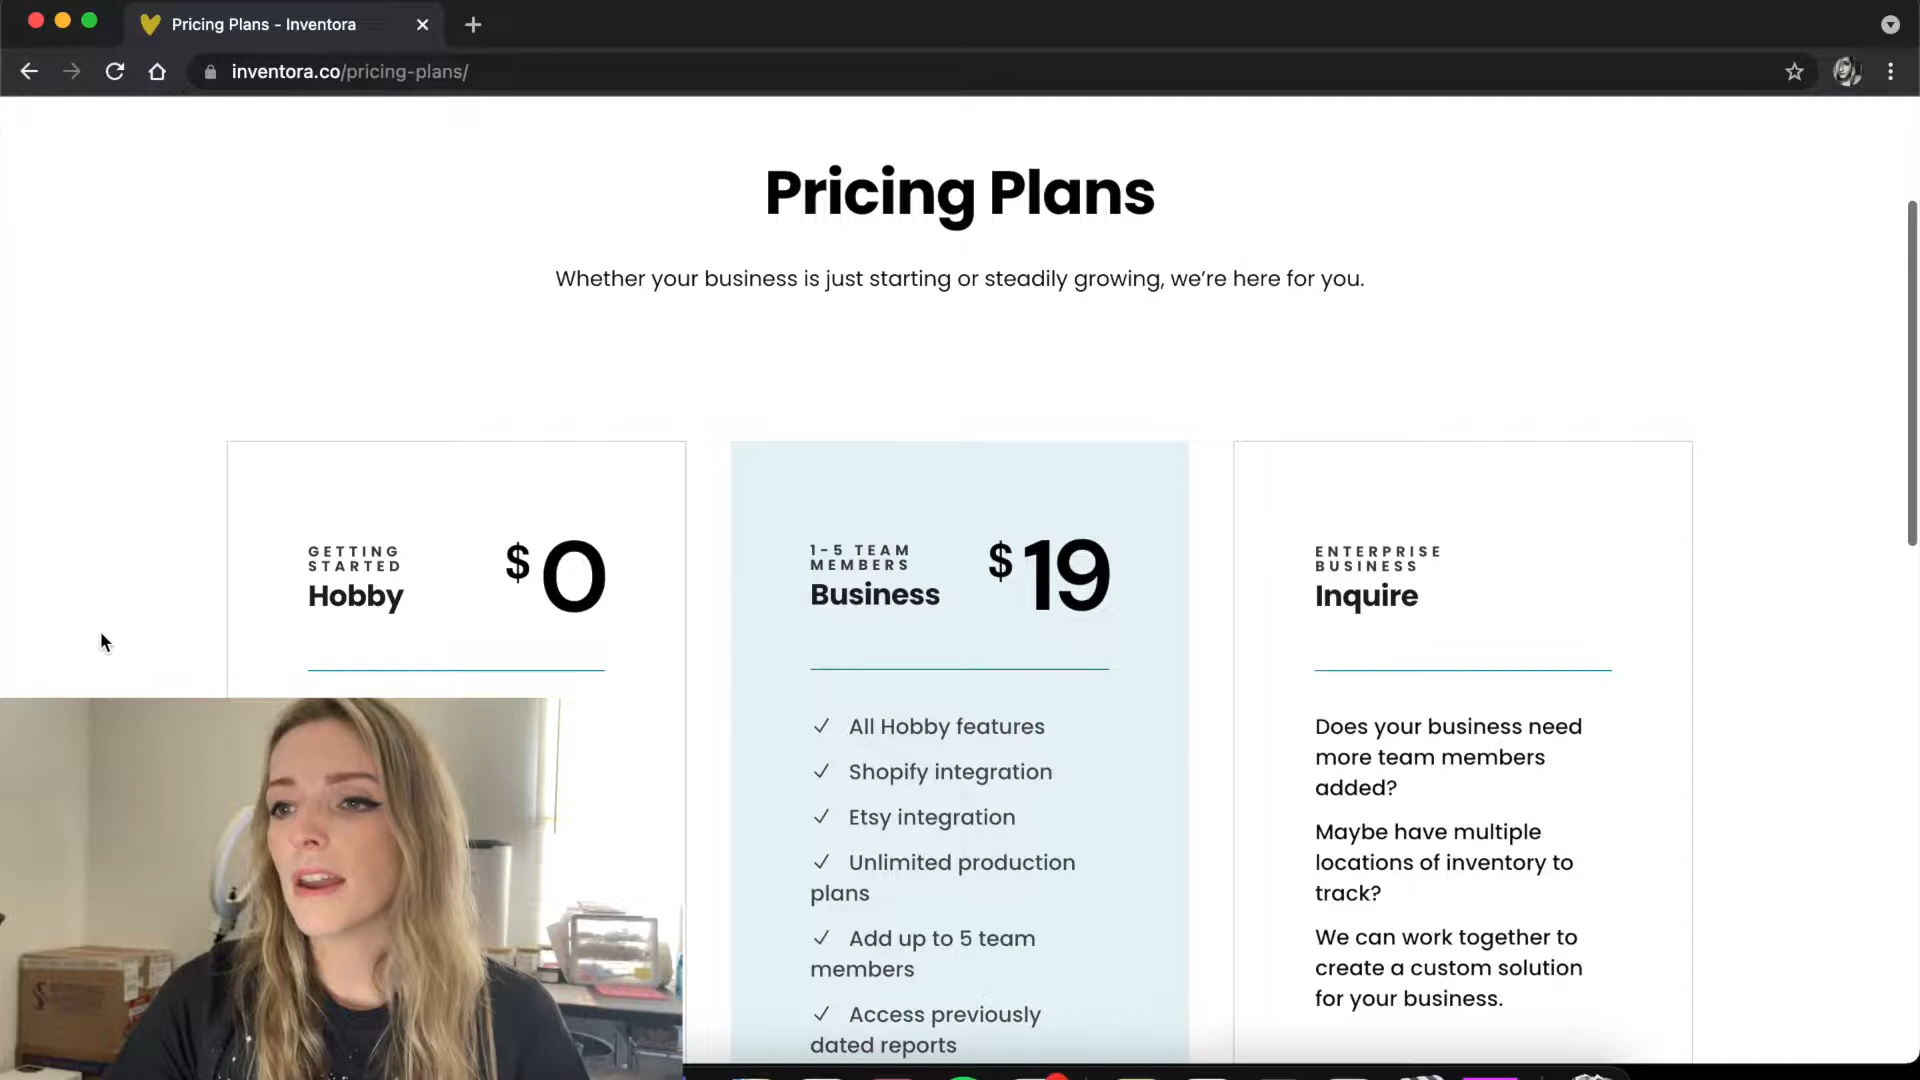 Pricing Plans - Inventora
inventora.co/pricing-plans/
Pricing Plans
Whether your business is just starting or steadily growing, we’re here for you.
GETTING
STARTED
Hobby
$0
1-5 TEAM
MEMBERS
Business
$19
✓ All Hobby features
✓ Shopify integration
✓ Etsy integration
✓ Unlimited production
plans
✓ Add up to 5 team
members
✓ Access previously
dated reports
ENTERPRISE
BUSINESS
Inquire
Does your business need
more team members
added?
Maybe have multiple
locations of inventory to
track?
We can work together to
create a custom solution
for your business.